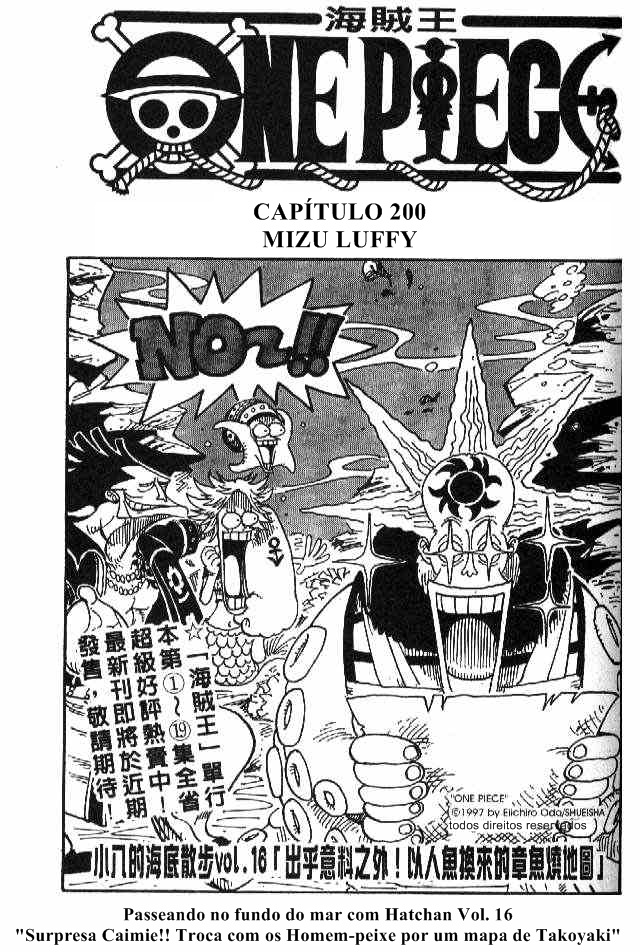 海賊王
ONE PIECE
CAPÍTULO 200
MIZU LUFFY
NO~!!
☆「海賊王」單行
本第①~⑲集全省
超級好評熱賣中！
最新刊即將於近期
發售，敬請期待！
"ONE PIECE"
©1997 by Eiichiro Oda/SHUEISHA
todos direitos reservados
小八的海底散步vol.16「出乎意料之外！以人魚換來的章魚燒地圖」
Passeando no fundo do mar com Hatchan Vol. 16
"Surpresa Caimie!! Troca com os Homem-peixe por um mapa de Takoyaki"